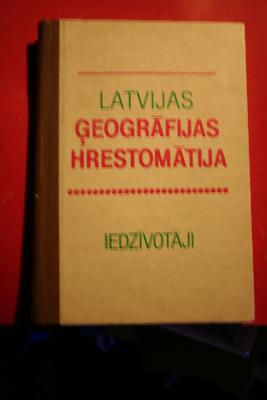 LATVIJAS
ĢEOGRĀFIJAS
HRESTOMĀTIJA
IEDZĪVOTĀJI